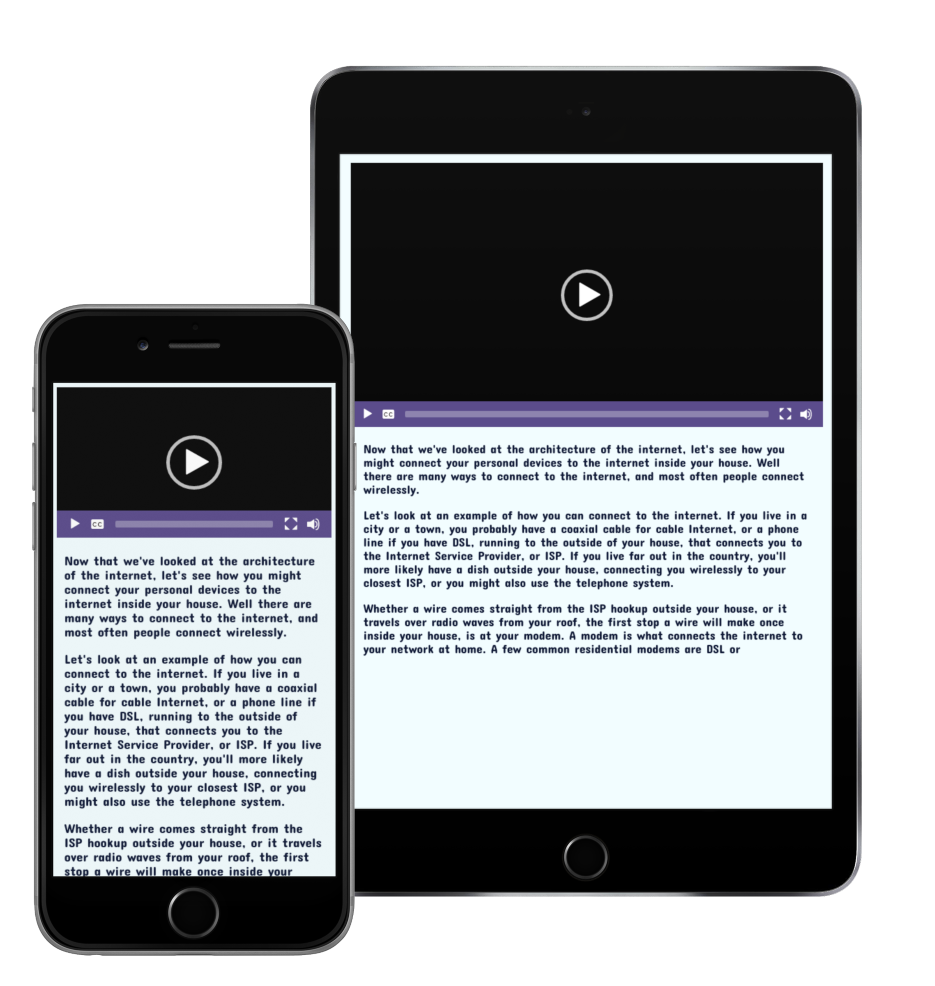 CC
Now that we've looked at the architecture of the internet, let's see how you
might connect your personal devices to the internet inside your house. Well
there are many ways to connect to the internet, and most often people connect
wirelessly.
Let's look at an example of how you can connect to the internet. If you live in a
city or a town, you probably have a coaxial cable for cable Internet, or a phone
line if you have DSL, running to the outside of your house, that connects you to
the Internet Service Provider, or ISP. If you live far out in the country, you'll
more likely have a dish outside your house, connecting you wirelessly to your
closest ISP, or you might also use the telephone system.
Whether a wire comes straight from the ISP hookup outside your house, or it
travels over radio waves from your roof, the first stop a wire will make once
inside your house, is at your modem. A modem is what connects the internet to
your network at home. A few common residential modems are DSL or
CC
Now that we've looked at the architecture
of the internet, let's see how you might
connect your personal devices to the
internet inside your house. Well there are
many ways to connect to the internet, and
most often people connect wirelessly.
Let's look at an example of how you can
connect to the internet. If you live in a
city or a town, you probably have a coaxial
cable for cable Internet, or a phone line if
you have DSL, running to the outside of
your house, that connects you to the
Internet Service Provider, or ISP. If you live
far out in the country, you'll more likely
have a dish outside your house, connecting
you wirelessly to your closest ISP, or you
might also use the telephone system.
Whether a wire comes straight from the
ISP hookup outside your house, or it travels
over radio waves from your roof, the first
stop a wire will make once inside your